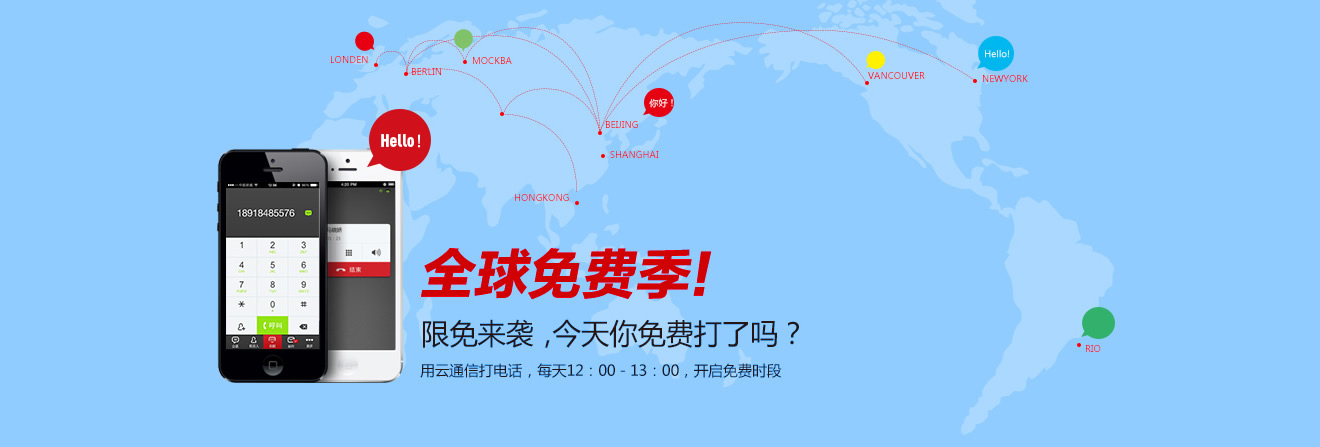 LONDEN
BERLIN
MOCKBA
Hello!
VANCOUVER
NEWYORK
你好！
BEIJING
SHANGHAI
HONGKONG
Hello!
18918485576
1
2
3
4
5
6
7
8
9
*
0
#
呼叫
4:20 PM
结束
全球免费季!
限免来袭,今天你免费打了吗？
用云通信打电话，每天12：00-13：00，开启免费时段
RIO